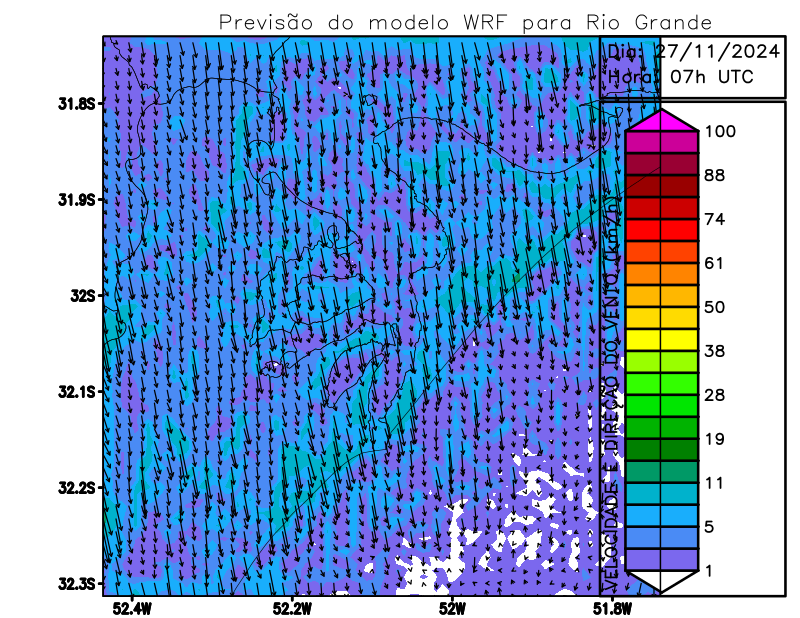 Previsão do modelo WRF para Rio Grande
Dia: 27/11/2024
Hora: 07h UTC
31.8S
31.9S
32S
32.1S
32.2S
32.3S
52.4W
52.2W
52W
51.8W
VELOCIDADE E DIREÇÃO DO VENTO (km/h)
100
88
74
61
50
38
28
19
11
5
1